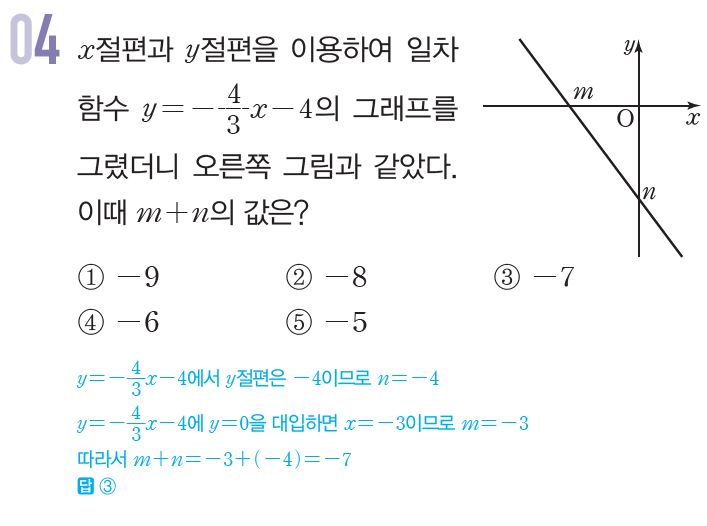 04
x절편과 y절편을 이용하여 일차
함수 y=-4/3x-4의 그래프를
그렸더니 오른쪽 그림과 같았다.
이때 m+n의 값은?
y
m
O
x
n
① -9 ② -8 ③ -7
④ -6 ⑤ -5
y=-4/3x-4에서 y절편은 -4이므로 n=-4
y=-4/3x-4에 y=0을 대입하면 x=-3이므로 m=-3
따라서 m+n=-3+(-4)=-7
답 ③